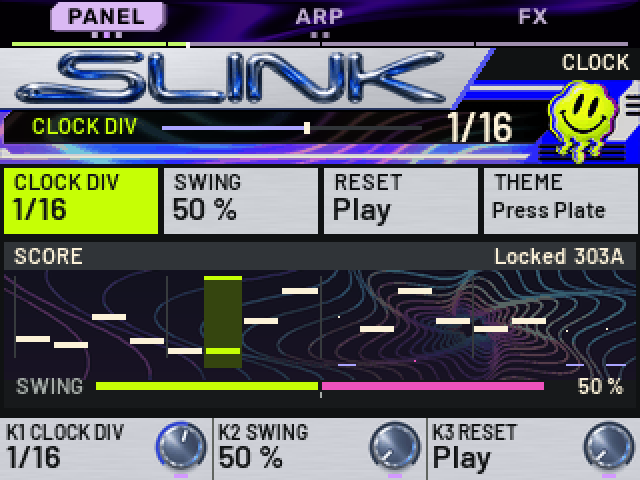 PANEL ARP FX
SLINK
CLOCK
CLOCK DIV 1/16
CLOCK DIV SWING RESET THEME
1/16 50 % Play Press Plate
SCORE Locked 303A
SWING 50 %
K1 CLOCK DIV K2 SWING K3 RESET
1/16 50 % Play